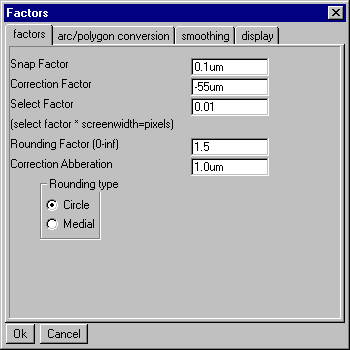 Factors
factors arc/polygon conversion smoothing display
Snap Factor 0.1um
Correction Factor -55um
Select Factor 0.01
(select factor * screenwidth=pixels)
Rounding Factor (0-inf) 1.5
Correction Abberation 1.0um
Rounding type
Circle
Medial
Ok Cancel